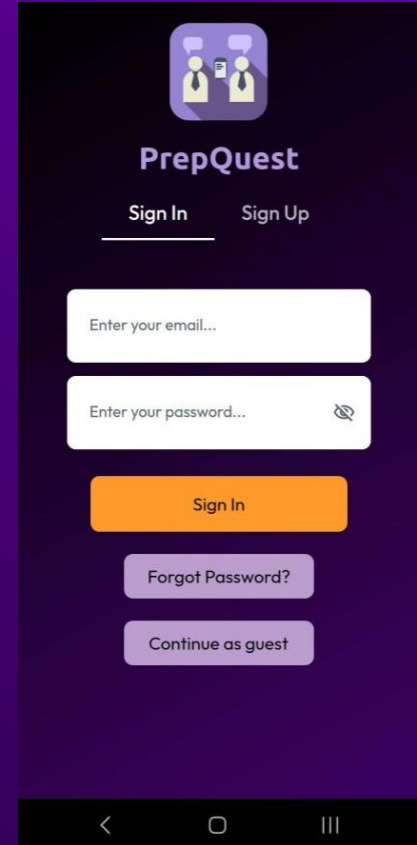 PrepQuest
Sign In Sign Up
Enter your email...
Enter your password...
Sign In
Forgot Password?
Continue as guest